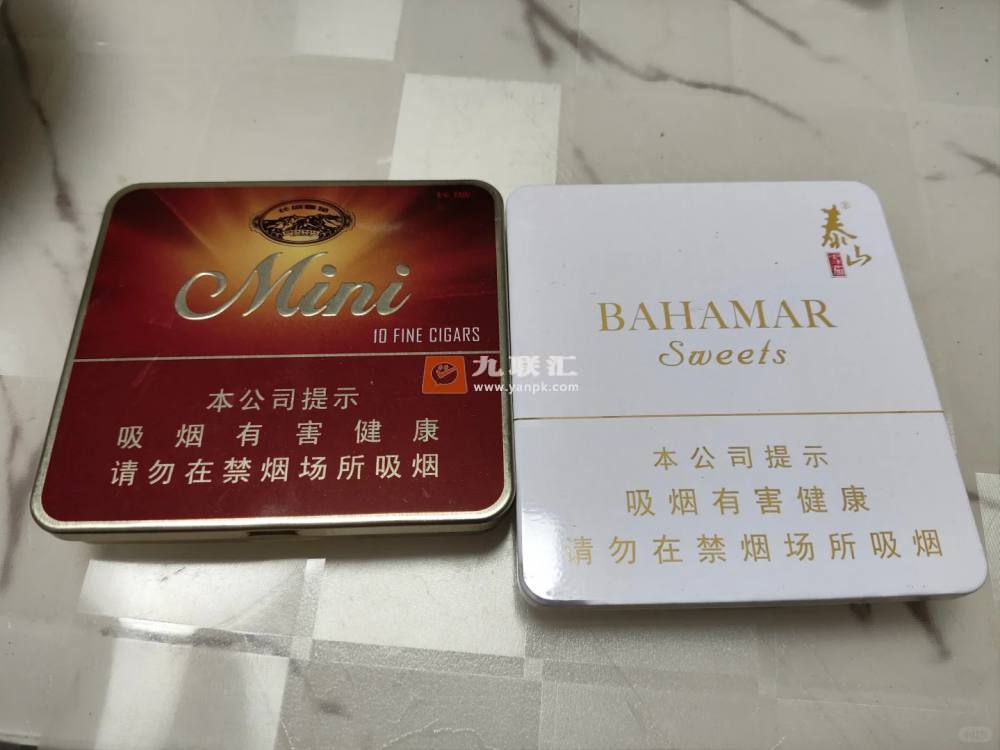 Mini
10 FINE CIGARS
本公司提示
吸烟有害健康
请勿在禁烟场所吸烟
泰山
BAHAMAR
Sweets
本公司提示
吸烟有害健康
请勿在禁烟场所吸烟
九联汇
www.yanpk.com